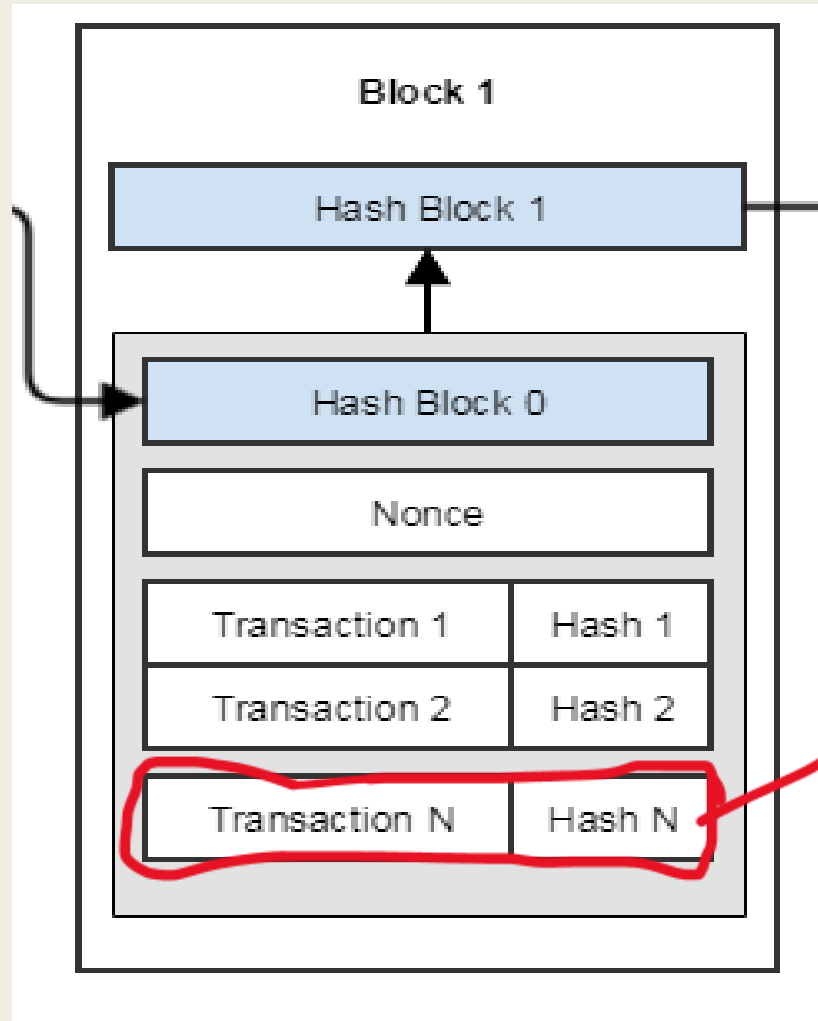 Block 1
Hash Block 1
Hash Block 0
Nonce
Transaction 1 Hash 1
Transaction 2 Hash 2
Transaction N Hash N